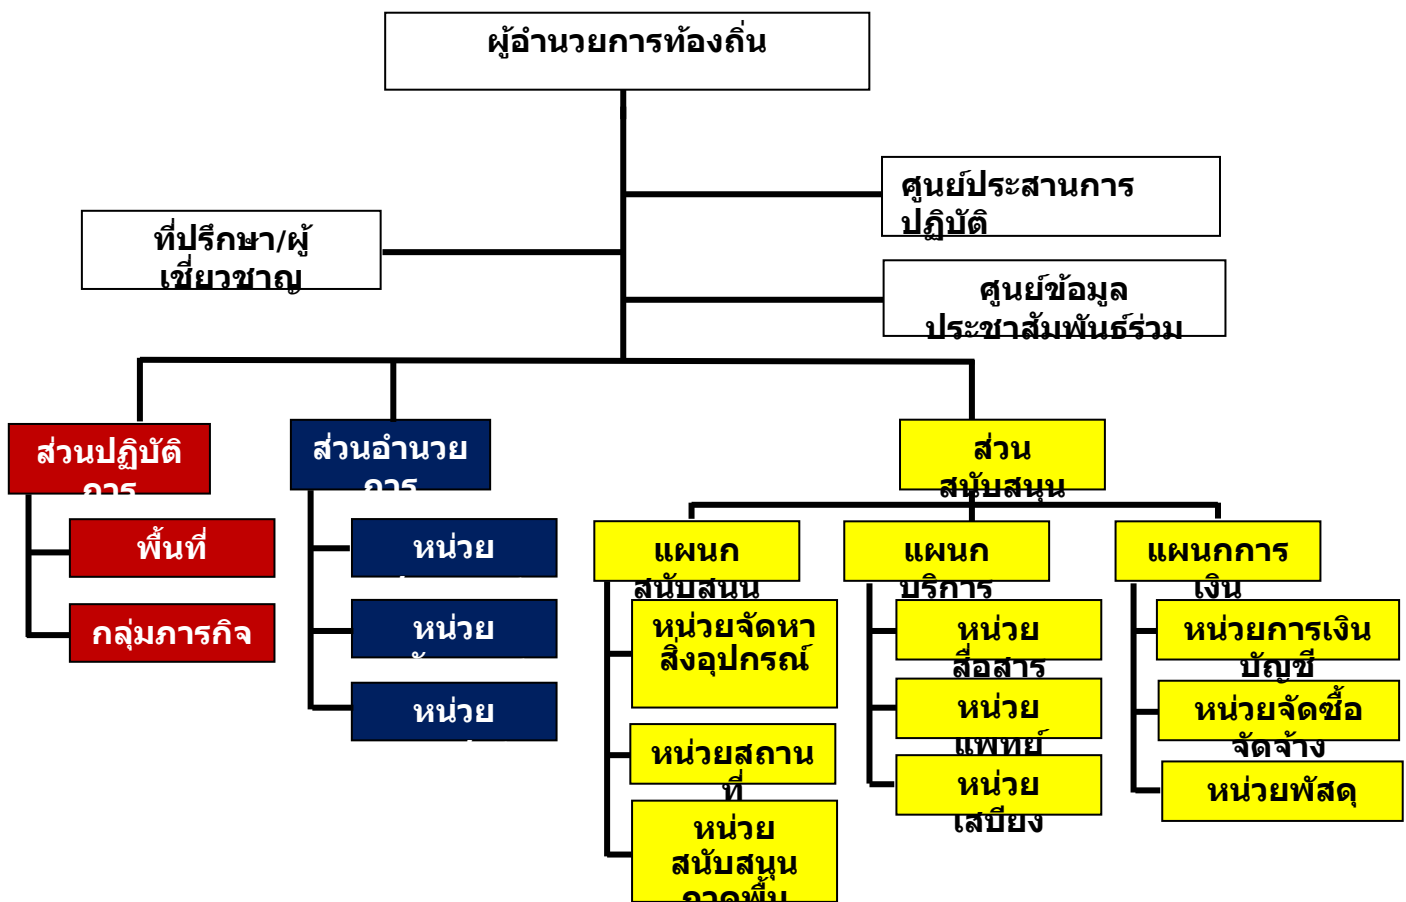 ผู้อำนวยการท้องถิ่น
ศูนย์ประสานการ
ปฏิบัติ
ที่ปรึกษา/ผู้
เชี่ยวชาญ
ศูนย์ข้อมูล
ประชาสัมพันธ์ร่วม
ส่วนปฏิบัติ
การ
ส่วนอำนวย
การ
ส่วน
สนับสนุน
พื้นที่
กลุ่มภารกิจ
หน่วย
หน่วย
หน่วย
แผนก
สนับสนุน
หน่วยจัดหา
สิ่งอุปกรณ์
หน่วยสถาน
ที่
หน่วย
สนับสนุน
ภาคพื้น
แผนก
บริการ
หน่วย
สื่อสาร
หน่วย
แพทย์
หน่วย
เสบียง
แผนกการ
เงิน
หน่วยการเงิน
บัญชี
หน่วยจัดซื้อ
จัดจ้าง
หน่วยพัสดุ